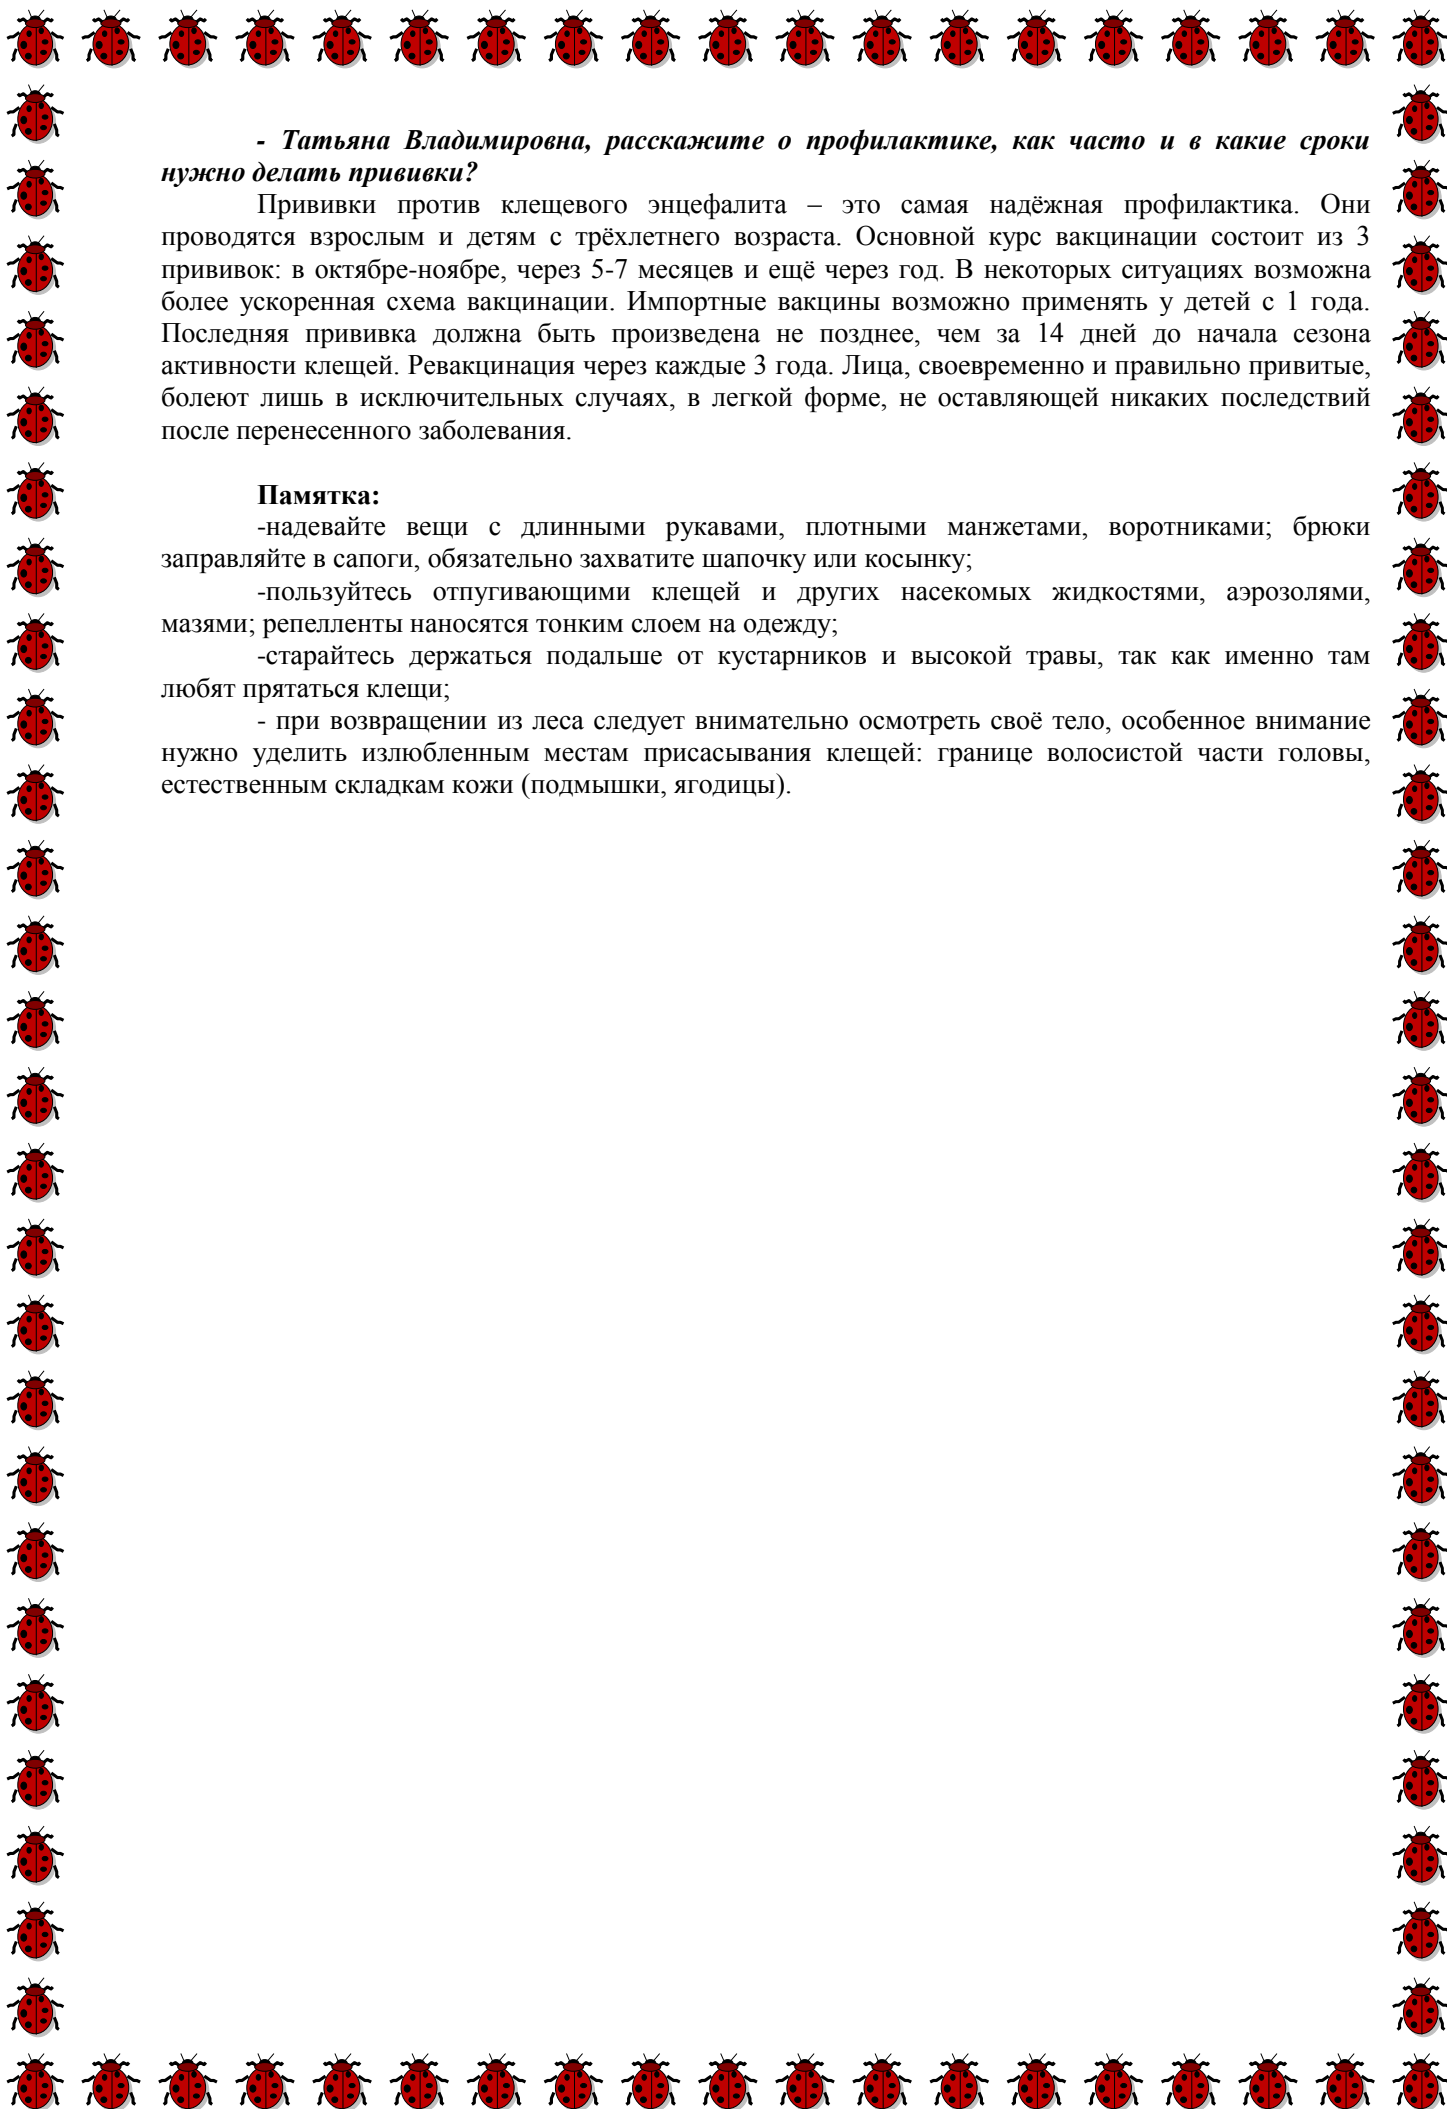 - Татьяна Владимировна, расскажите о профилактике, как часто и в какие сроки
нужно делать прививки?
Прививки против клещевого энцефалита – это самая надёжная профилактика. Они
проводятся взрослым и детям с трёхлетнего возраста. Основной курс вакцинации состоит из 3
прививок: в октябре-ноябре, через 5-7 месяцев и ещё через год. В некоторых ситуациях возможна
более ускоренная схема вакцинации. Импортные вакцины возможно применять у детей с 1 года.
Последняя прививка должна быть произведена не позднее, чем за 14 дней до начала сезона
активности клещей. Ревакцинация через каждые 3 года. Лица, своевременно и правильно привитые,
болеют лишь в исключительных случаях, в легкой форме, не оставляющей никаких последствий
после перенесенного заболевания.
Памятка:
-надевайте вещи с длинными рукавами, плотными манжетами, воротниками; брюки
заправляйте в сапоги, обязательно захватите шапочку или косынку;
-пользуйтесь отпугивающими клещей и других насекомых жидкостями, аэрозолями,
мазями; репелленты наносятся тонким слоем на одежду;
-старайтесь держаться подальше от кустарников и высокой травы, так как именно там
любят прятаться клещи;
- при возвращении из леса следует внимательно осмотреть своё тело, особенное внимание
нужно уделить излюбленным местам присасывания клещей: границе волосистой части головы,
естественным складкам кожи (подмышки, ягодицы).